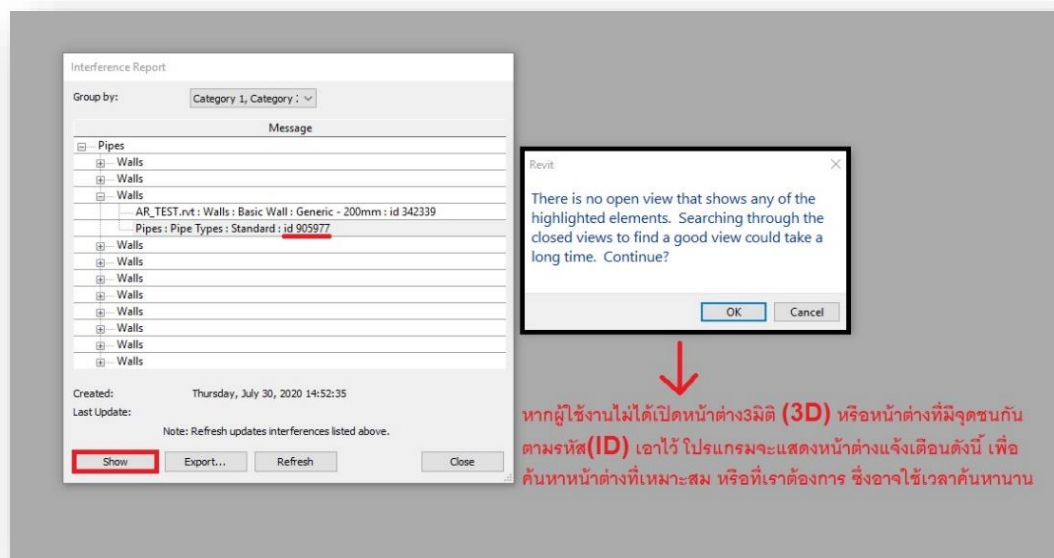 Interference Report
Group by:
Category 1, Category :
Message
Pipes
Walls
Walls
Walls
AR_TEST.rvt : Walls : Basic Wall : Generic - 200mm : id 342339
Pipes : Pipe Types : Standard : id 905977
Walls
Walls
Walls
Walls
Walls
Walls
Walls
Walls
Created:
Thursday, July 30, 2020 14:52:35
Last Update:
Note: Refresh updates interferences listed above.
Show
Export...
Refresh
Close
Revit
There is no open view that shows any of the
highlighted elements. Searching through the
closed views to find a good view could take a
long time. Continue?
OK
Cancel
หากผู้ใช้งานไม่ได้เปิดหน้าต่าง3มิติ (3D) หรือหน้าต่างที่มีจุดชนกัน
ตามรหัส(ID) เอาไว้ โปรแกรมจะแสดงหน้าต่างแจ้งเตือนดังนี้ เพื่อ
ค้นหาหน้าต่างที่เหมาะสม หรือที่เราต้องการ ซึ่งอาจใช้เวลาค้นหานาน